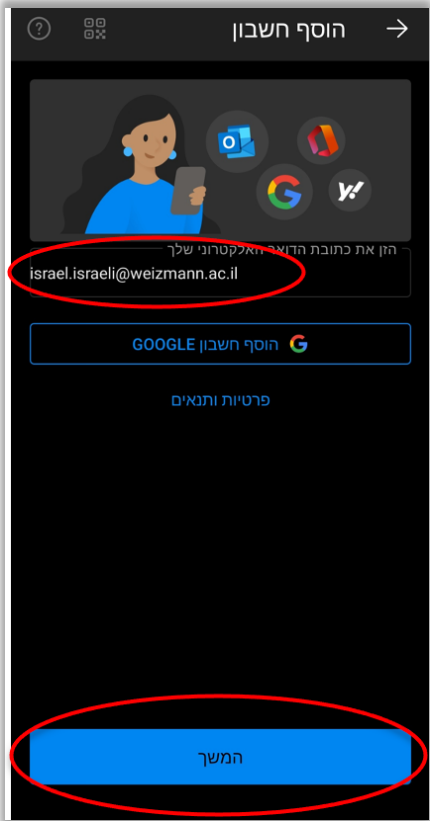 הוסף חשבון
הזן את כתובת הדואר האלקטרוני שלך
israel.israeli@weizmann.ac.il
הוסף חשבון GOOGLE
פרטיות ותנאים
המשך